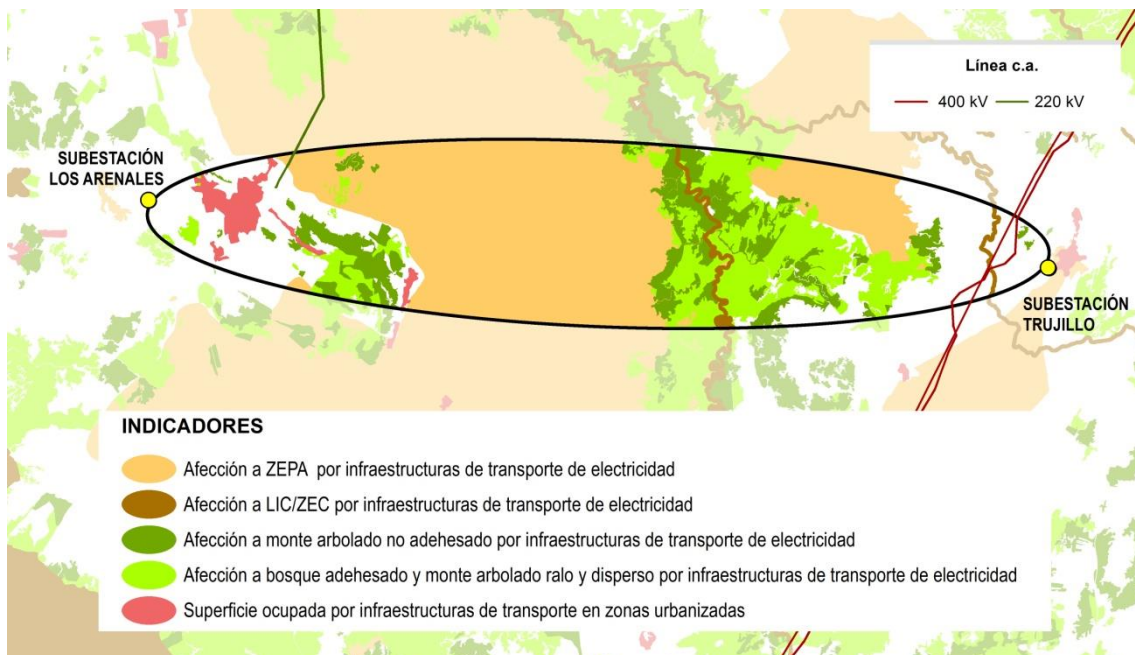 Línea c.a.
400 kV
220 kV
SUBESTACIÓN
LOS ARENALES
SUBESTACIÓN
TRUJILLO
INDICADORES
Afección a ZEPA por infraestructuras de transporte de electricidad
Afección a LIC/ZEC por infraestructuras de transporte de electricidad
Afección a monte arbolado no adehesado por infraestructuras de transporte de electricidad
Afección a bosque adehesado y monte arbolado ralo y disperso por infraestructuras de transporte de electricidad
Superficie ocupada por infraestructuras de transporte en zonas urbanizadas